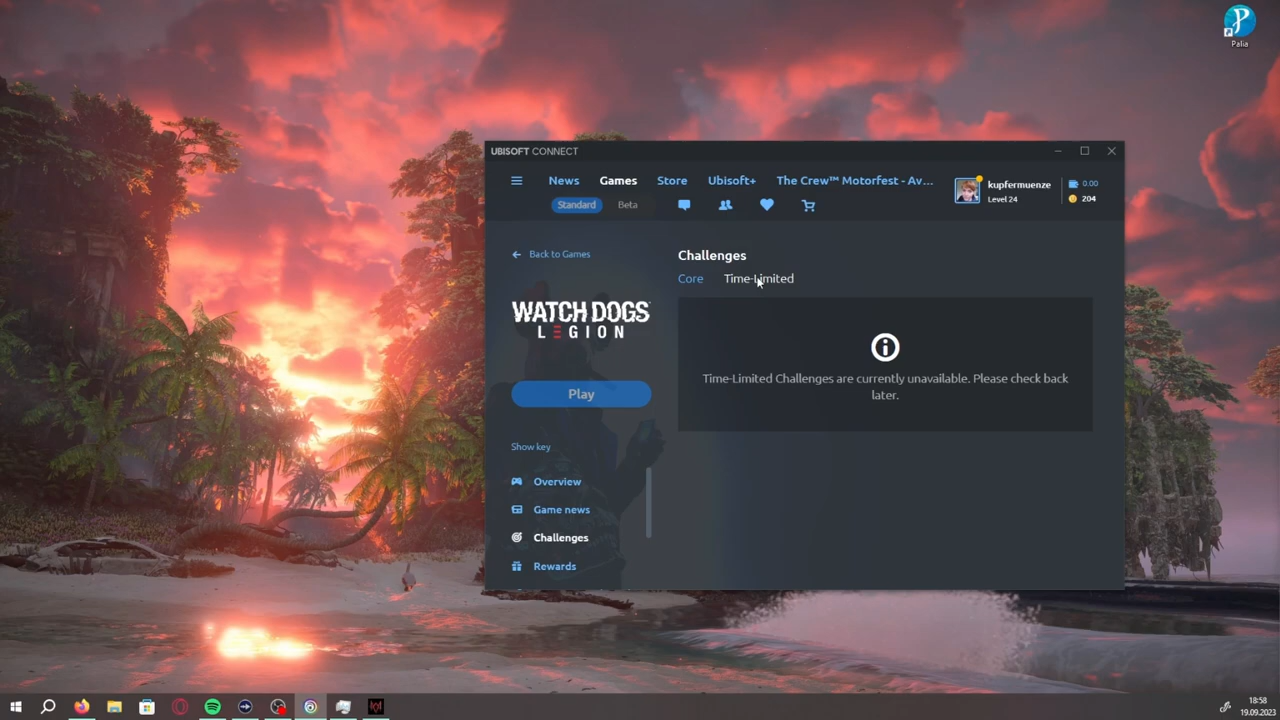 Palia
UBISOFT CONNECT
News Games Store Ubisoft+ The Crew™ Motorfest - Av...
Standard Beta
kupfermuenze
Level 24
0.00
204
Back to Games
WATCH DOGS
LEGION
Play
Show key
Overview
Game news
Challenges
Rewards
Challenges
Core Time-Limited
Time-Limited Challenges are currently unavailable. Please check back
later.
18:58
19.09.2023